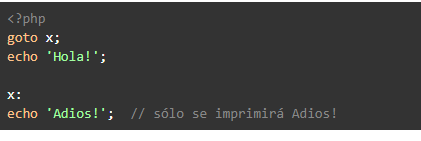 <?php
goto x;
echo 'Hola!';
x:
echo 'Adios!';  // sólo se imprimirá Adios!